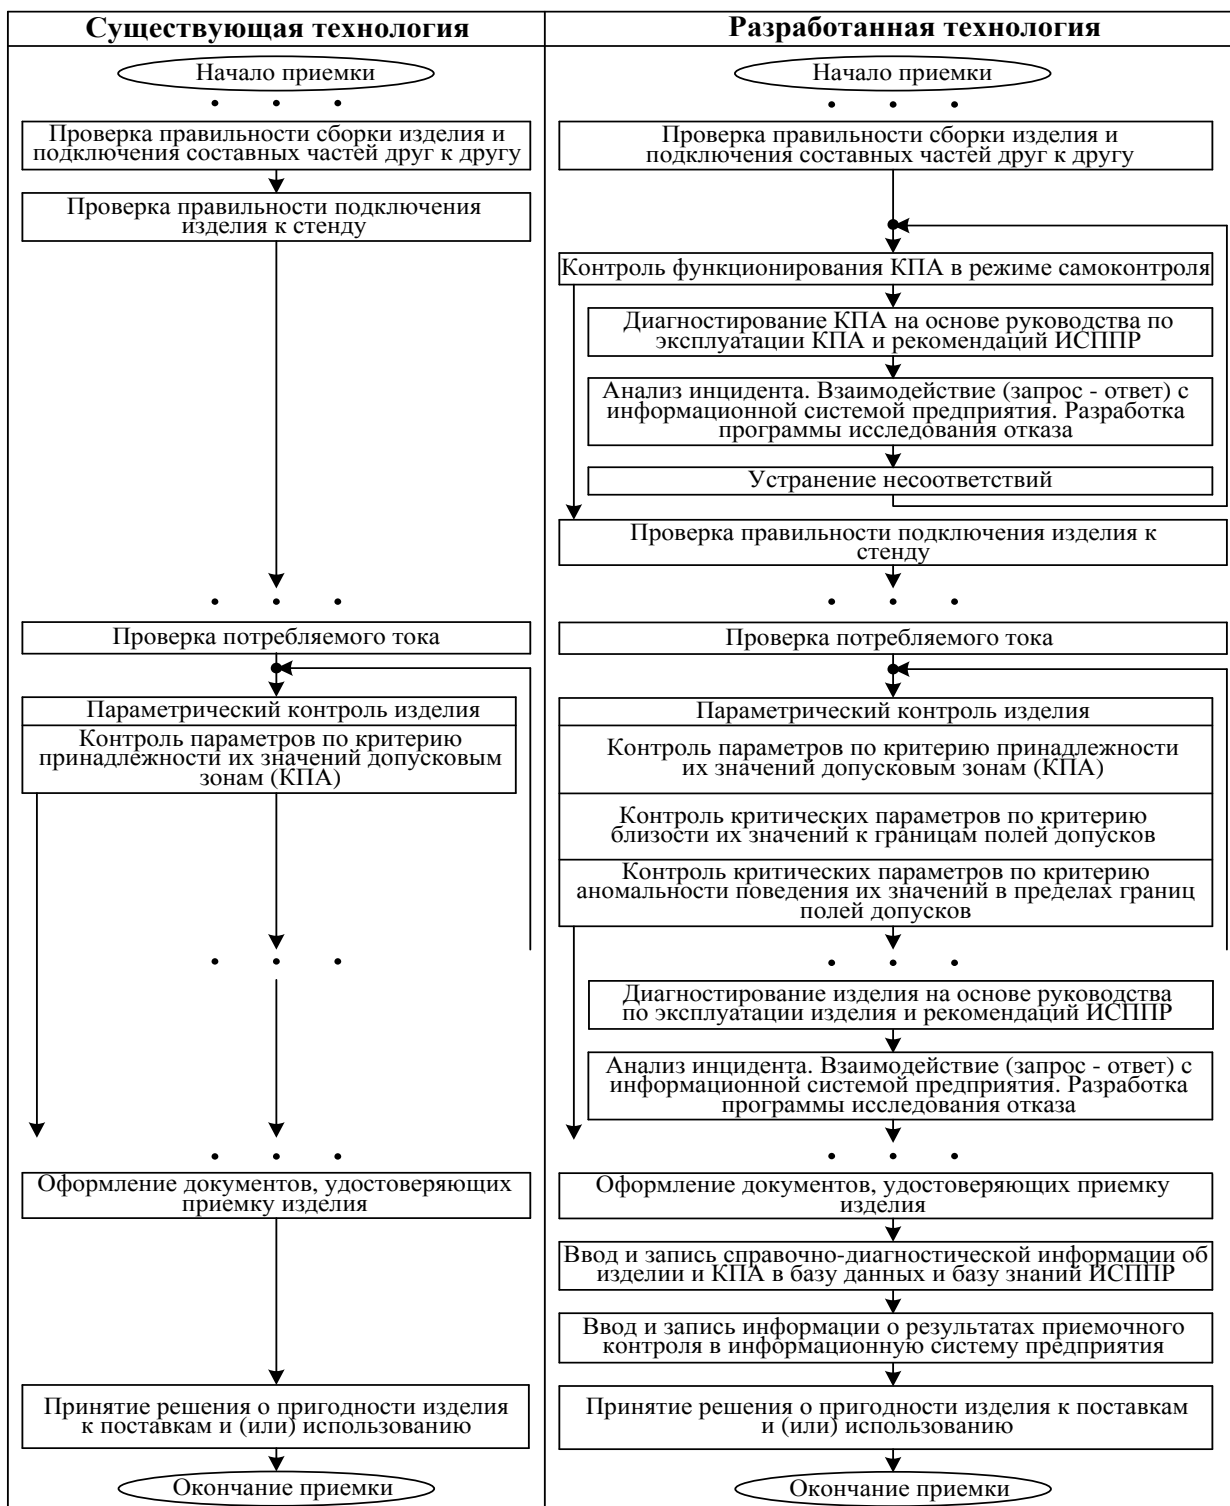 Существующая технология
Начало приемки
Проверка правильности сборки изделия и
подключения составных частей друг к другу
Проверка правильности подключения
изделия к стенду
Проверка потребляемого тока
Параметрический контроль изделия
Контроль параметров по критерию
принадлежности их значений допусковым
зонам (КПА)
Оформление документов, удостоверяющих
приемку изделия
Принятие решения о пригодности изделия
к поставкам и (или) использованию
Окончание приемки
Разработанная технология
Начало приемки
Проверка правильности сборки изделия и
подключения составных частей друг к другу
Контроль функционирования КПА в режиме самоконтроля
Диагностирование КПА на основе руководства по
эксплуатации КПА и рекомендаций ИСППР
Анализ инцидента. Взаимодействие (запрос - ответ) с
информационной системой предприятия. Разработка
программы исследования отказа
Устранение несоответствий
Проверка правильности подключения изделия к
стенду
Проверка потребляемого тока
Параметрический контроль изделия
Контроль параметров по критерию принадлежности
их значений допусковым зонам (КПА)
Контроль критических параметров по критерию
близости их значений к границам полей допусков
Контроль критических параметров по критерию
аномальности поведения их значений в пределах границ
полей допусков
Диагностирование изделия на основе руководства
по эксплуатации изделия и рекомендаций ИСППР
Анализ инцидента. Взаимодействие (запрос - ответ) с
информационной системой предприятия. Разработка
программы исследования отказа
Оформление документов, удостоверяющих приемку
изделия
Ввод и запись справочно-диагностической информации об
изделии и КПА в базу данных и базу знаний ИСППР
Ввод и запись информации о результатах приемочного
контроля в информационную систему предприятия
Принятие решения о пригодности изделия к поставкам
и (или) использованию
Окончание приемки